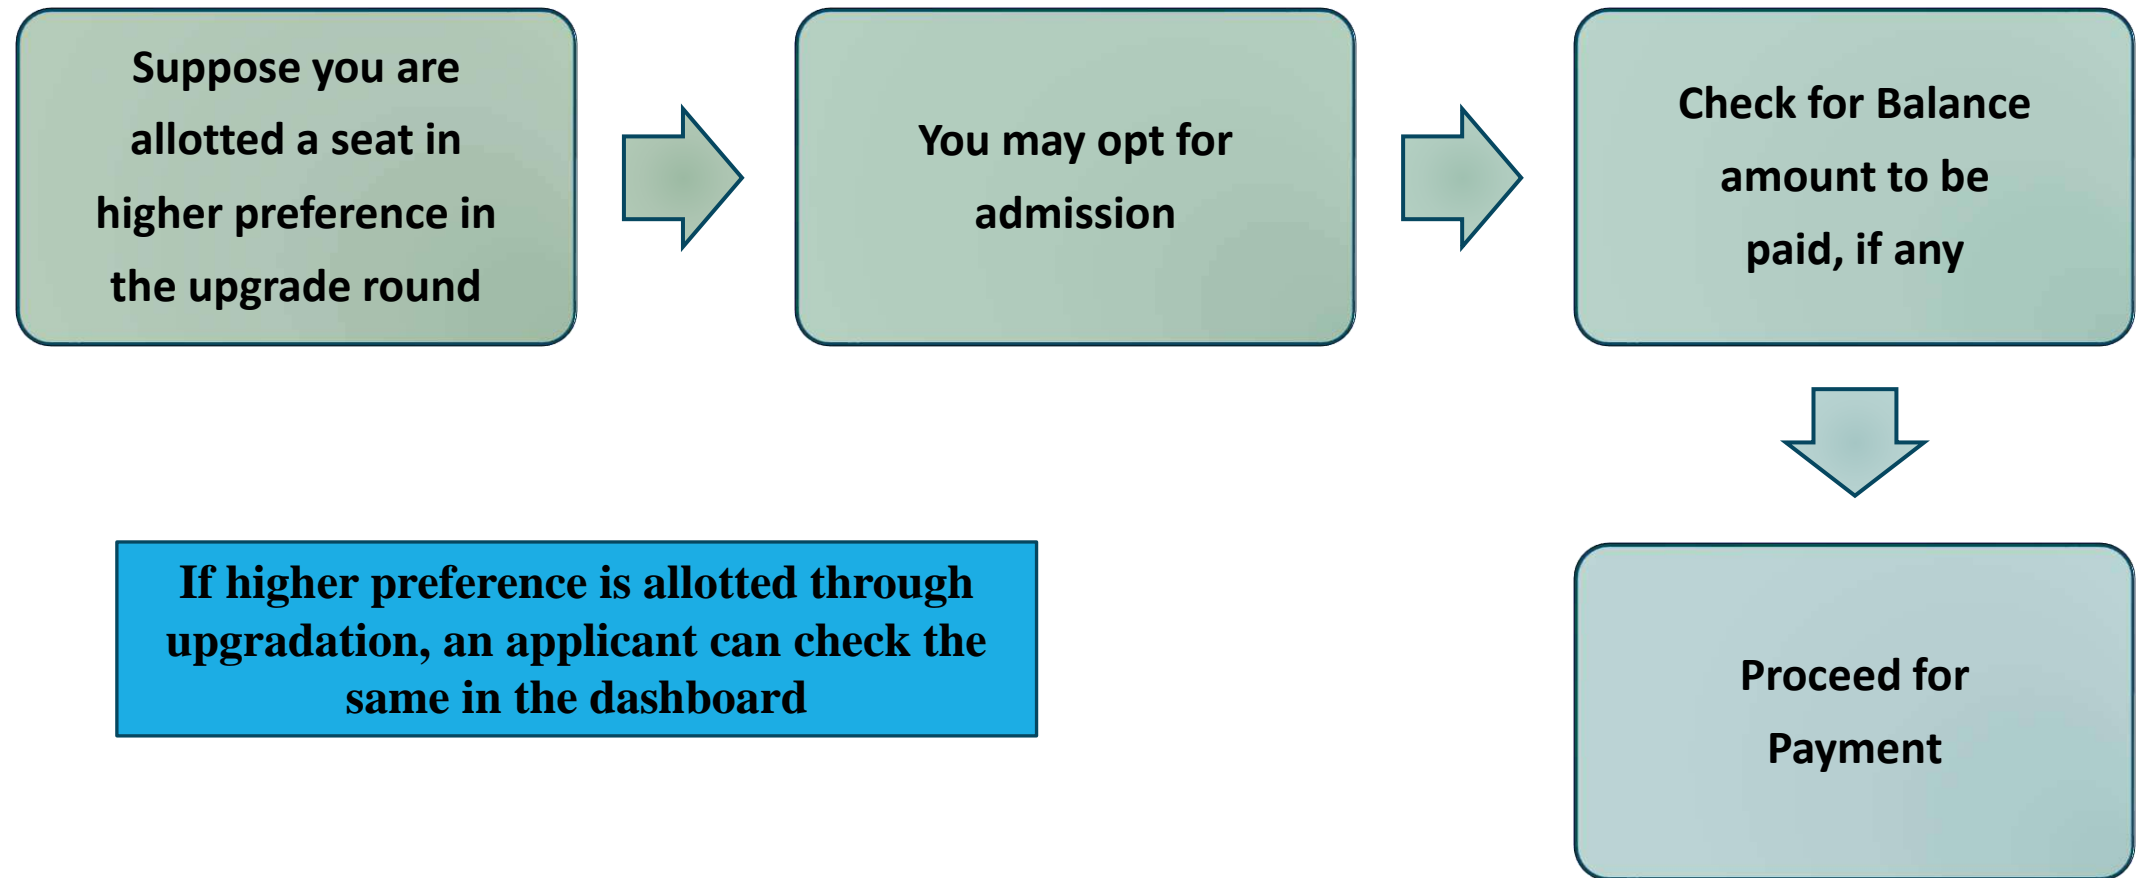 Suppose you are
allotted a seat in
higher preference in
the upgrade round
You may opt for
admission
Check for Balance
amount to be
paid, if any
If higher preference is allotted through
upgradation, an applicant can check the
same in the dashboard
Proceed for
Payment